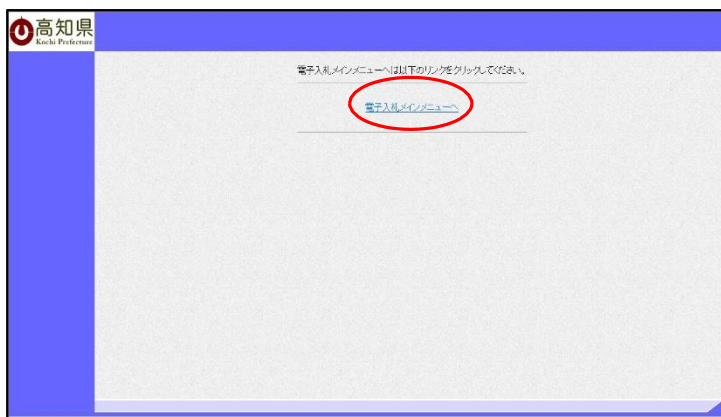 高知県
Kochi Prefecture
電子入札メインメニューへは以下のリンクをクリックしてください。
電子入札メインメニューへ